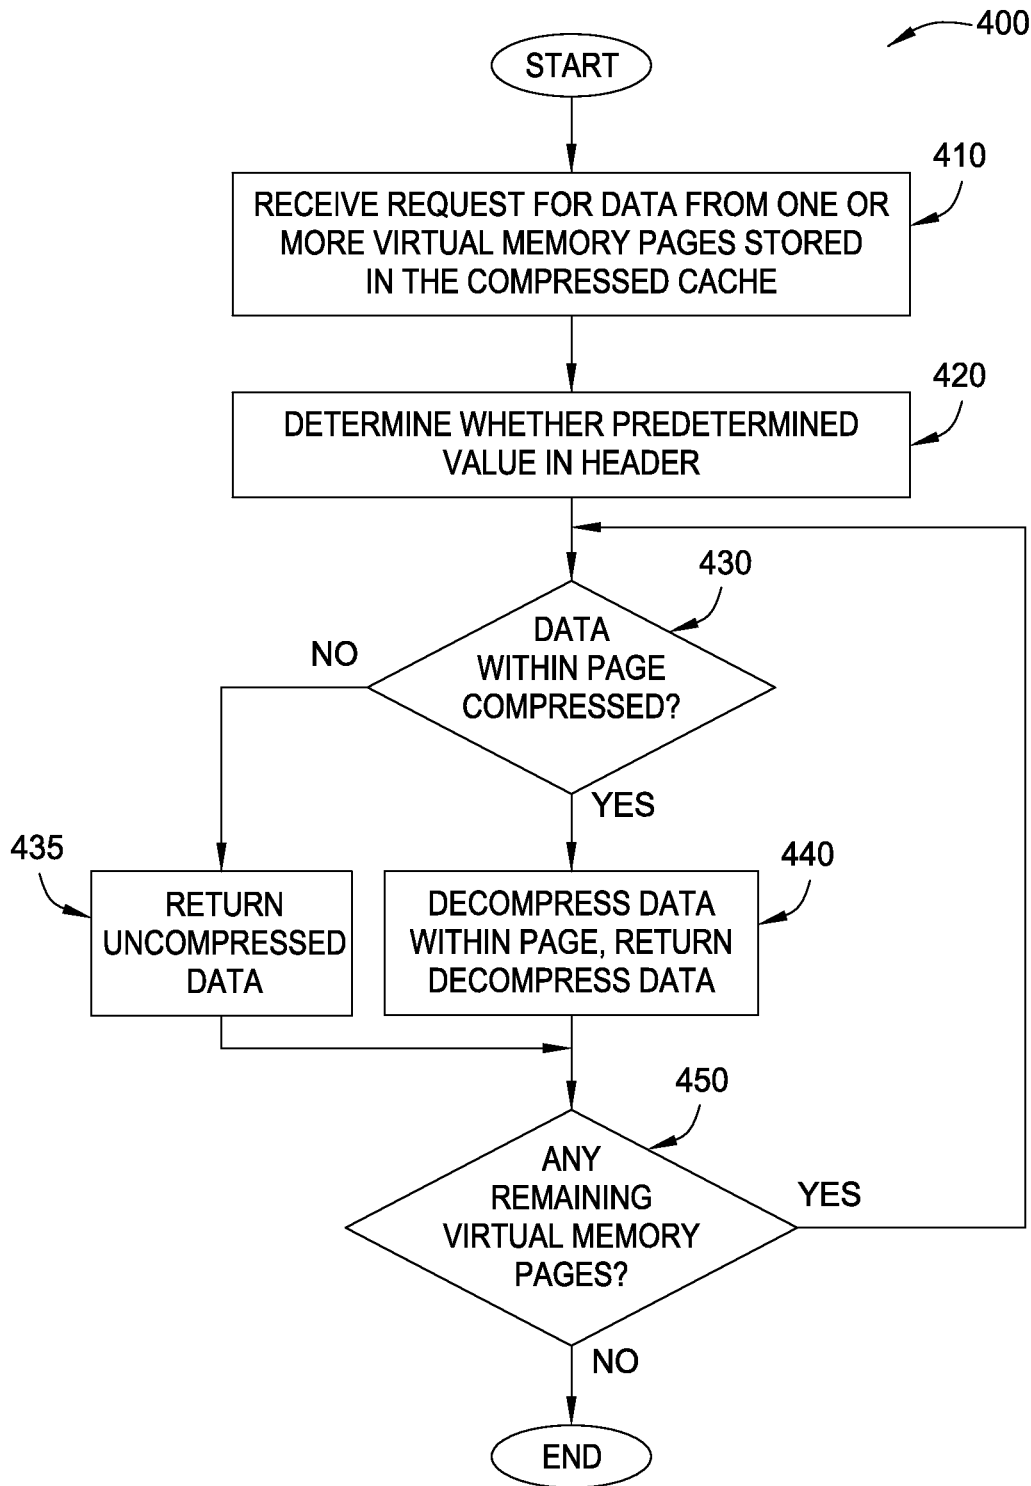 400
START
410
RECEIVE REQUEST FOR DATA FROM ONE OR
MORE VIRTUAL MEMORY PAGES STORED
IN THE COMPRESSED CACHE
420
DETERMINE WHETHER PREDETERMINED
VALUE IN HEADER
430
DATA
WITHIN PAGE
COMPRESSED?
NO
YES
435
RETURN
UNCOMPRESSED
DATA
440
DECOMPRESS DATA
WITHIN PAGE, RETURN
DECOMPRESS DATA
450
ANY
REMAINING
VIRTUAL MEMORY
PAGES?
YES
NO
END